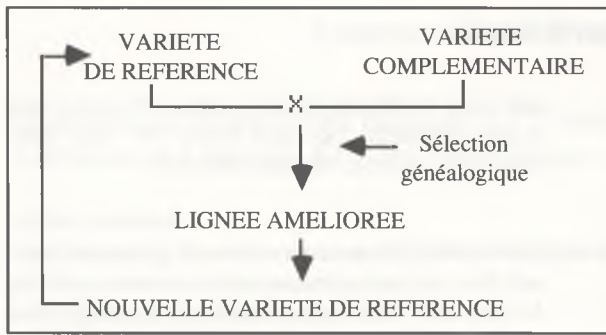 VARIETE
DE REFERENCE
VARIETE
COMPLEMENTAIRE
X
Sélection
généalogique
LIGNEE AMELIOREE
NOUVELLE VARIETE DE REFERENCE